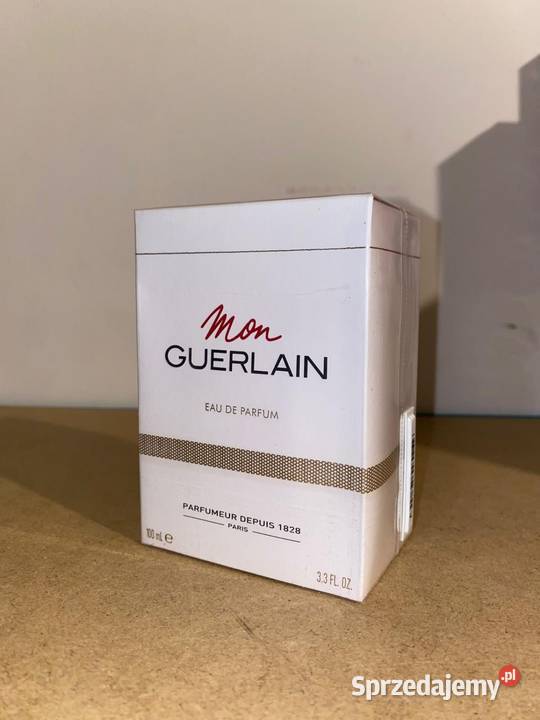 Mon
GUERLAIN
EAU DE PARFUM
PARFUMEUR DEPUIS 1828
PARIS
100 mL ℮
3.3 FL. OZ.
Sprzedajemy.pl